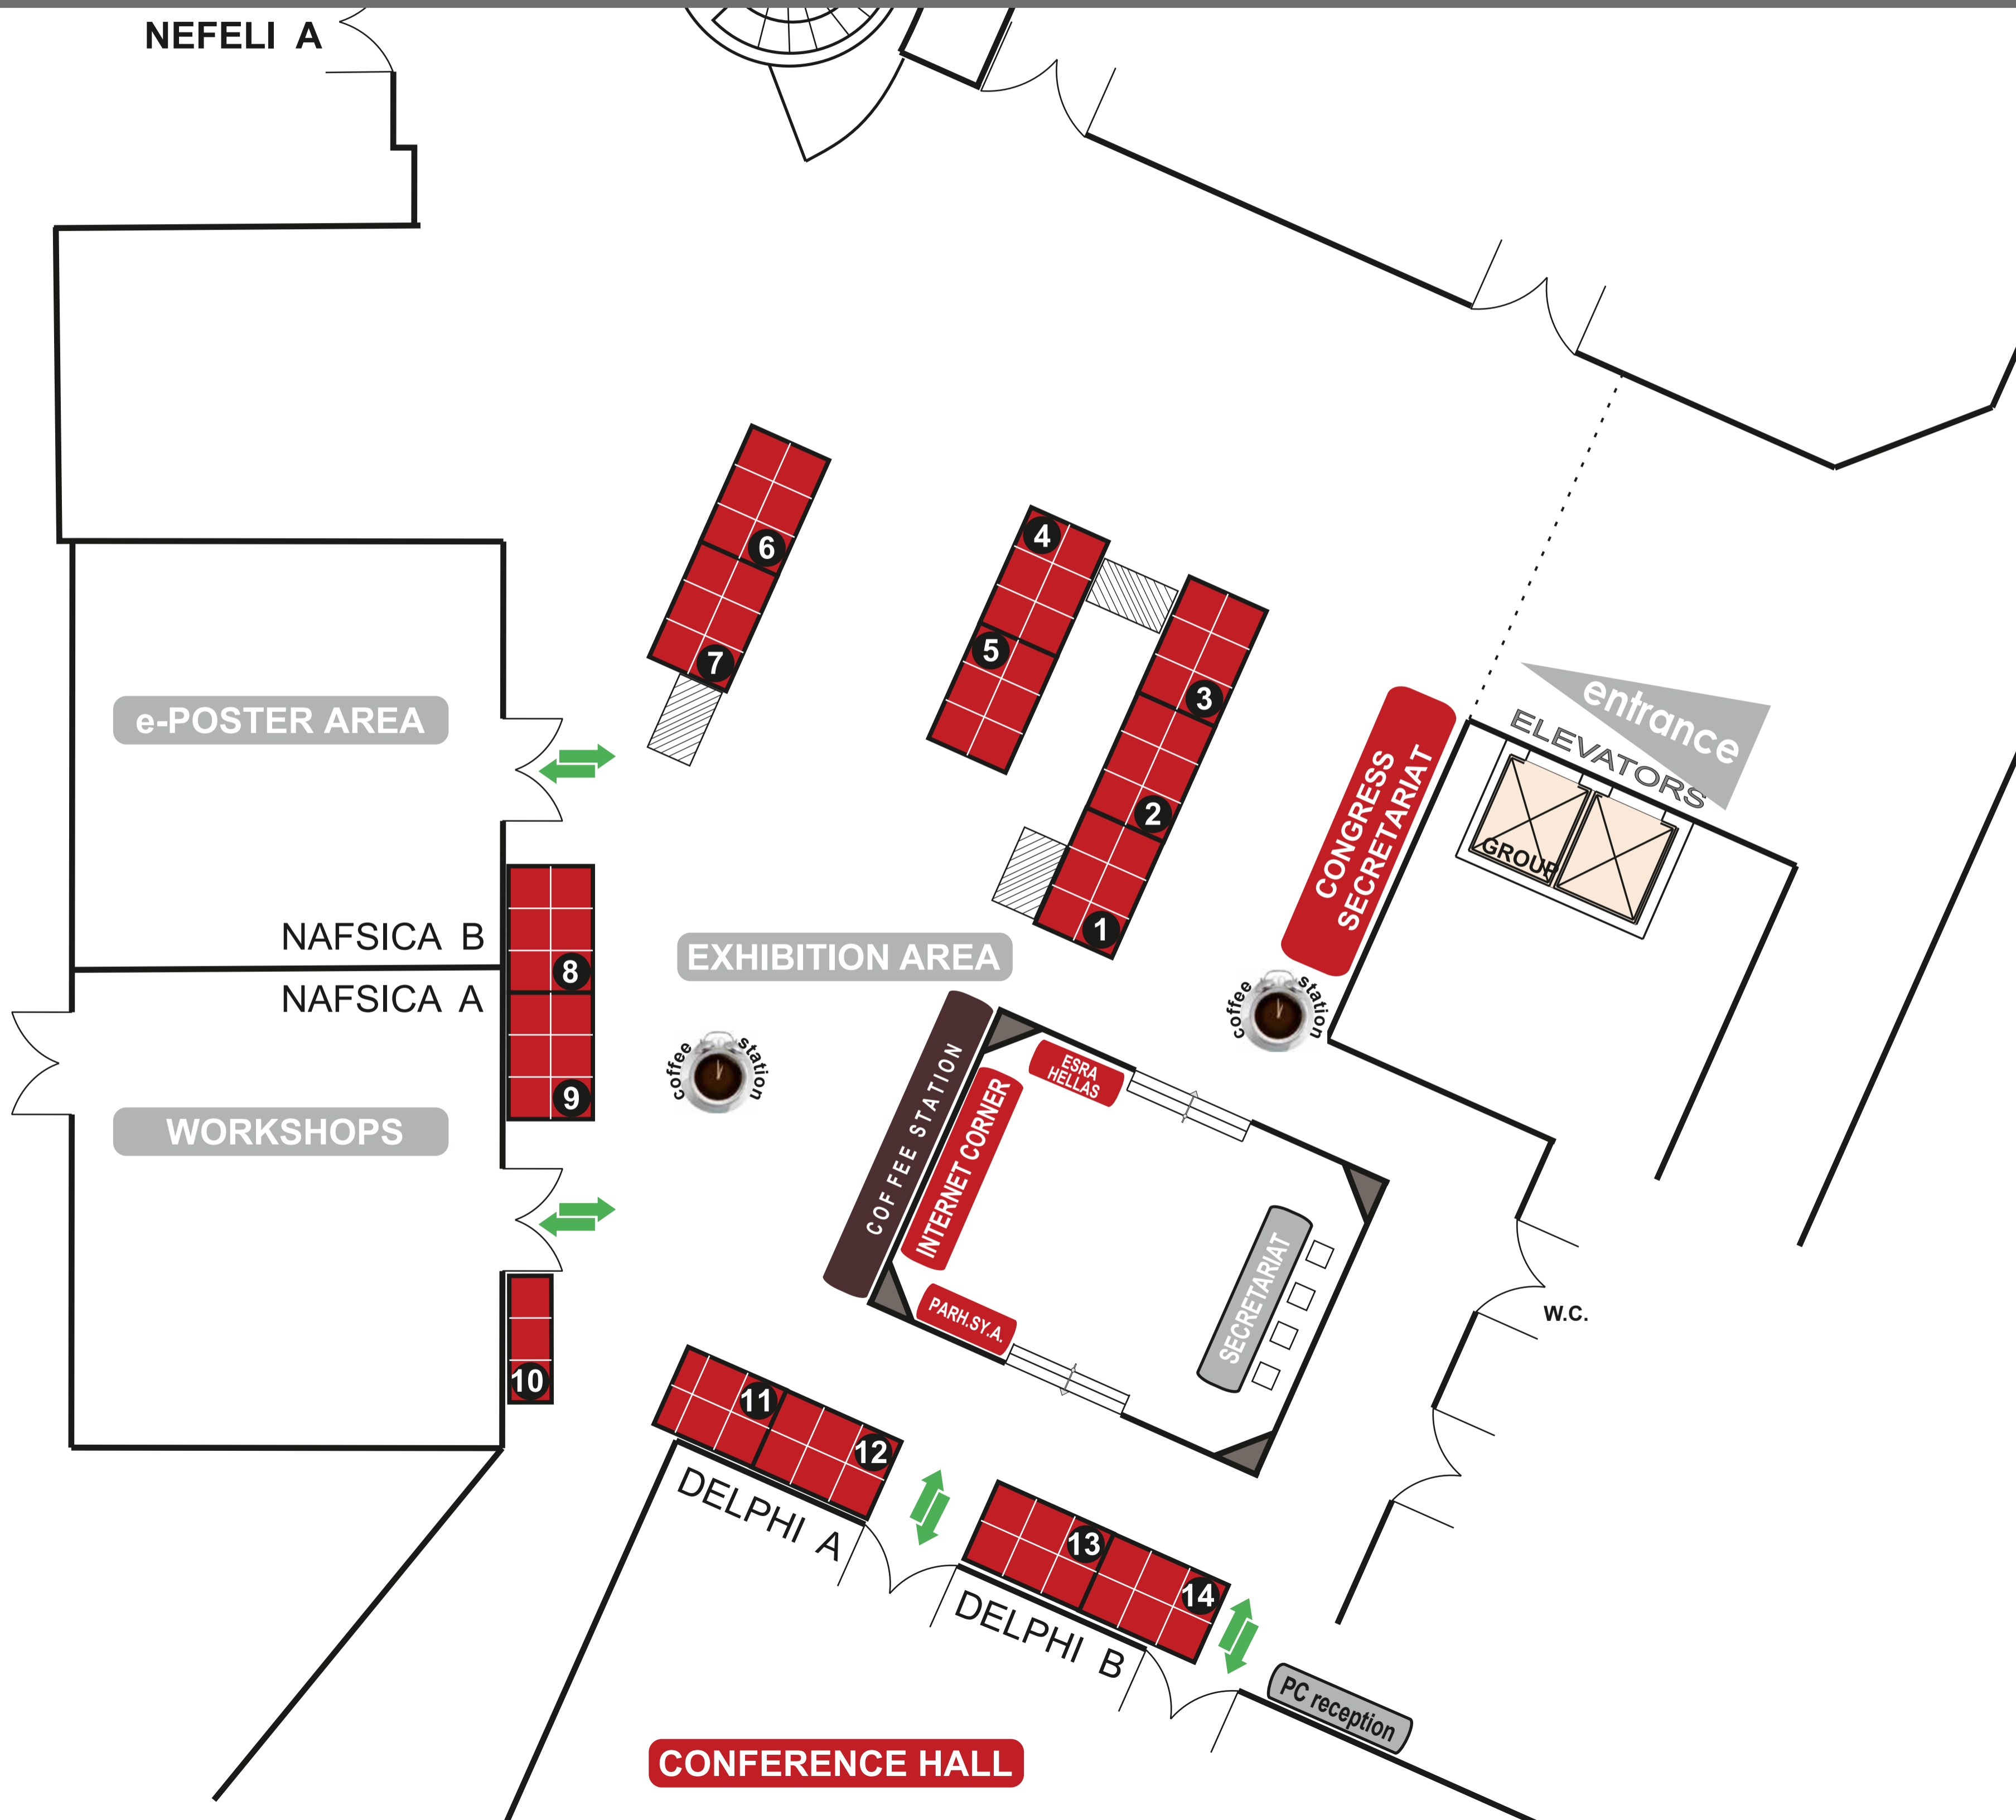 NEFELI A
4
6
5
7
3
entrance
ELEVATORS
GROUP
CONGRESS
SECRETARIAT
e-POSTER AREA
2
1
NAFSICA B
8
EXHIBITION AREA
NAFSICA A
coffee station
coffee station
9
WORKSHOPS
COFFEE STATION
INTERNET CORNER
ESRA
HELLAS
SECRETARIAT
PARH.SY.A.
W.C.
10
11
12
DELPHI A
13
14
DELPHI B
PC reception
CONFERENCE HALL